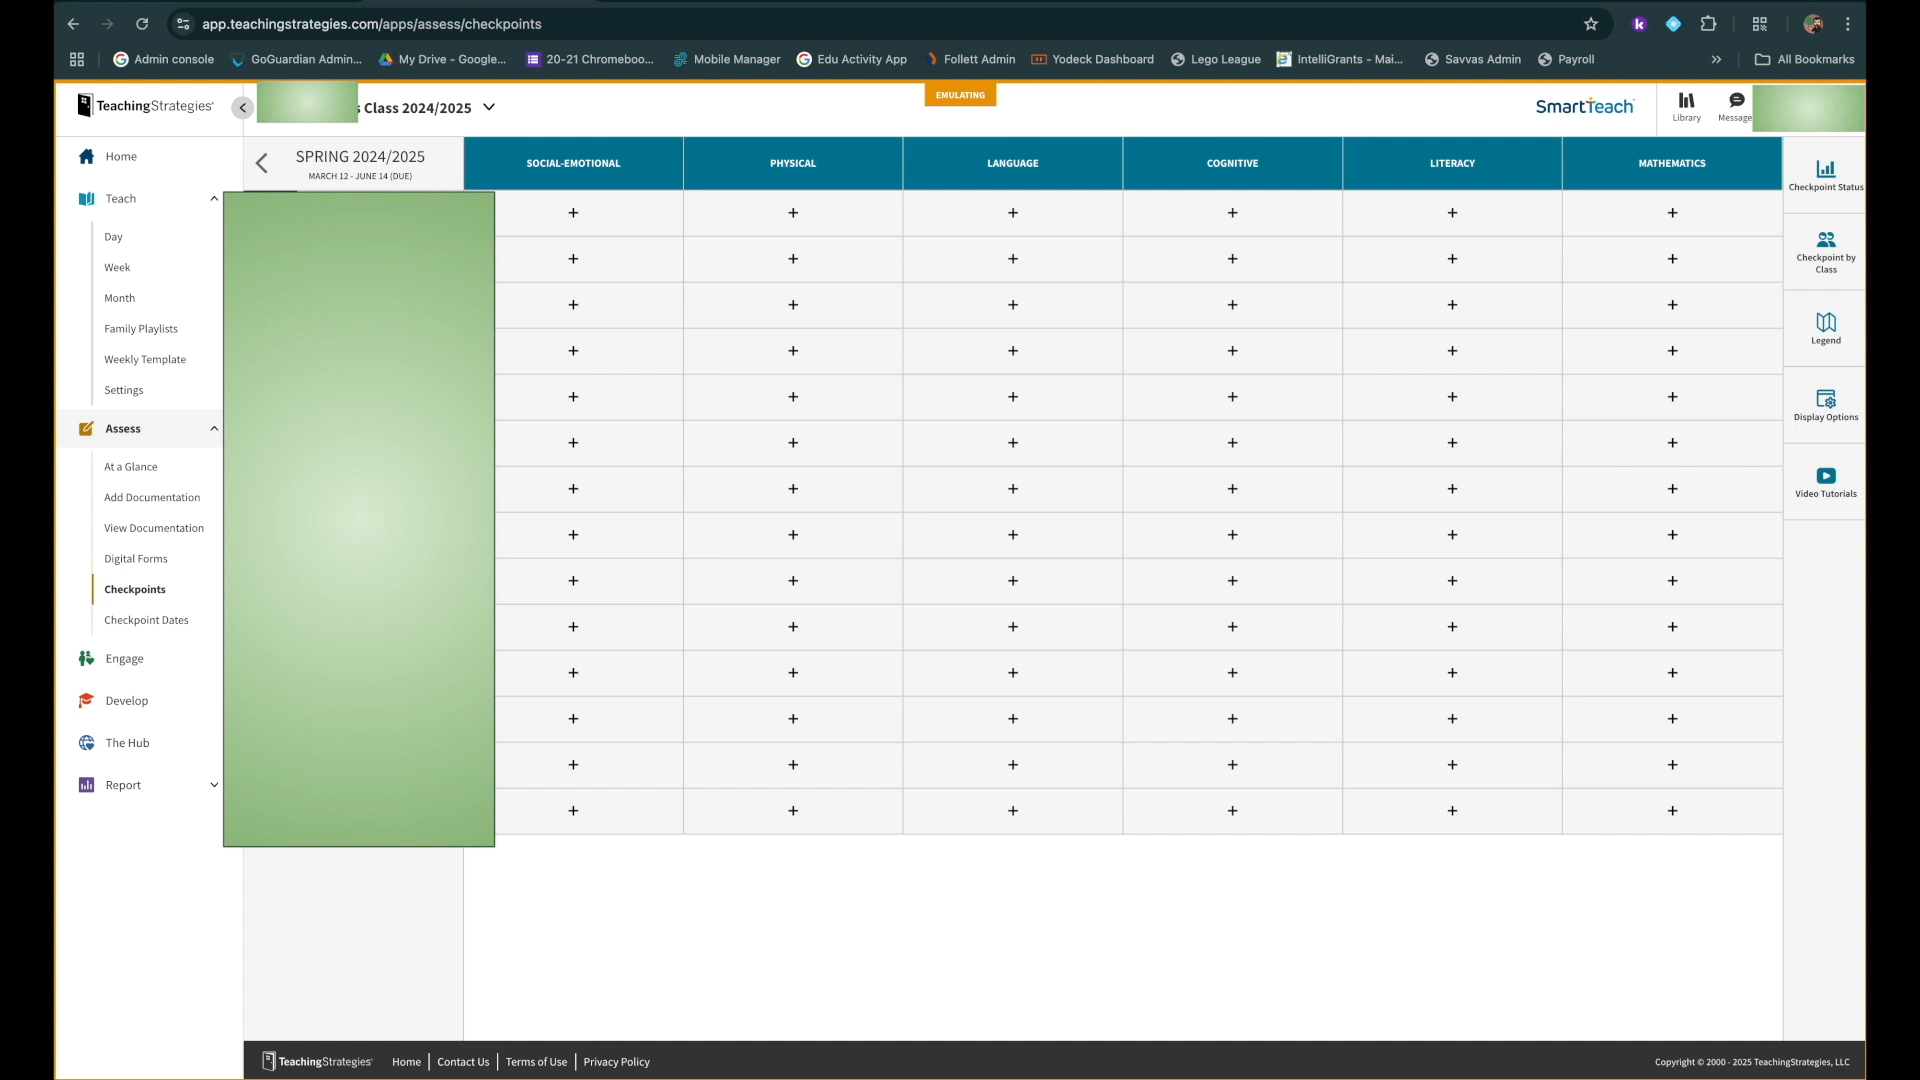 app.teachingstrategies.com/apps/assess/checkpoints
Admin console
GoGuardian Admin...
My Drive – Google...
20-21 Chromeboo...
Mobile Manager
Edu Activity App
Follett Admin
Yodeck Dashboard
Lego League
IntelliGrants - Mai...
Savvas Admin
Payroll
All Bookmarks
TeachingStrategies
s Class 2024/2025
EMULATING
SmartTeach
Library
Message
Home
Teach
Day
Week
Month
Family Playlists
Weekly Template
Settings
Assess
At a Glance
Add Documentation
View Documentation
Digital Forms
Checkpoints
Checkpoint Dates
Engage
Develop
The Hub
Report
SPRING 2024/2025
MARCH 12 - JUNE 14 (DUE)
SOCIAL-EMOTIONAL
PHYSICAL
LANGUAGE
COGNITIVE
LITERACY
MATHEMATICS
Checkpoint Status
Checkpoint by
Class
Legend
Display Options
Video Tutorials
TeachingStrategies
Home
Contact Us
Terms of Use
Privacy Policy
Copyright © 2000 - 2025 TeachingStrategies, LLC